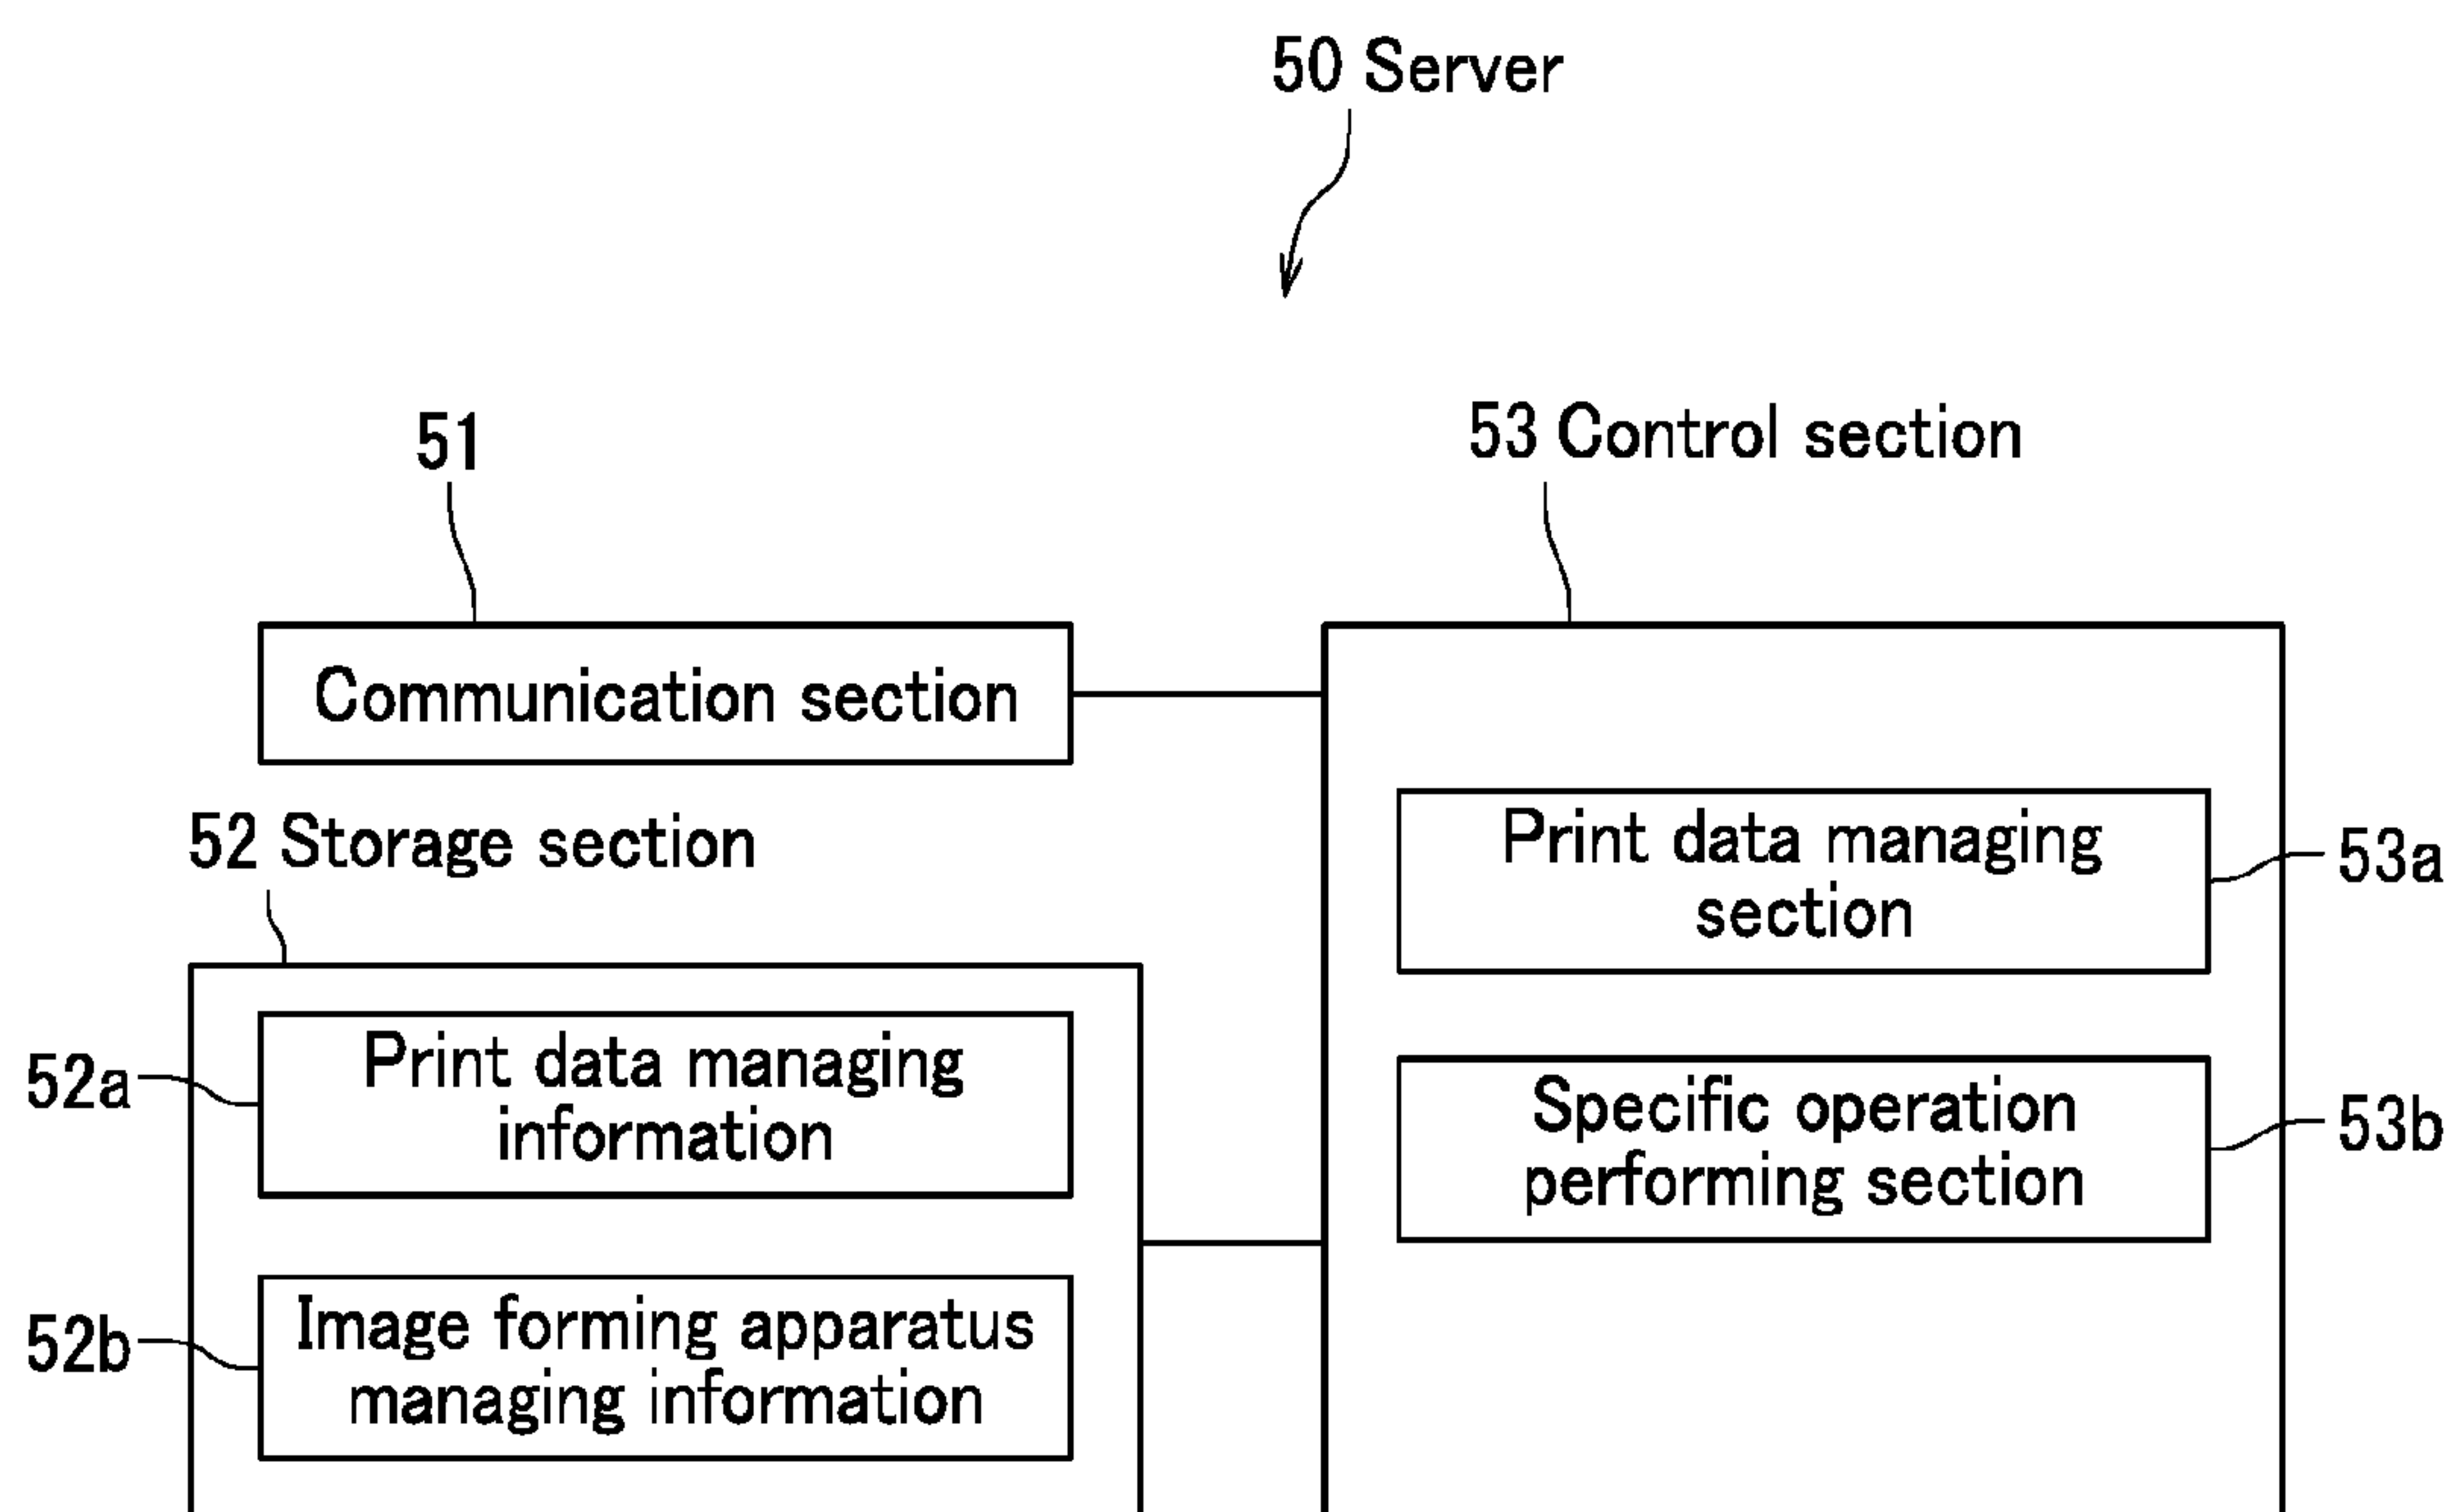 50 Server
51
53 Control section
Communication section
52 Storage section
Print data managing
section
53a
52a
Print data managing
information
Specific operation
performing section
53b
52b
Image forming apparatus
managing information